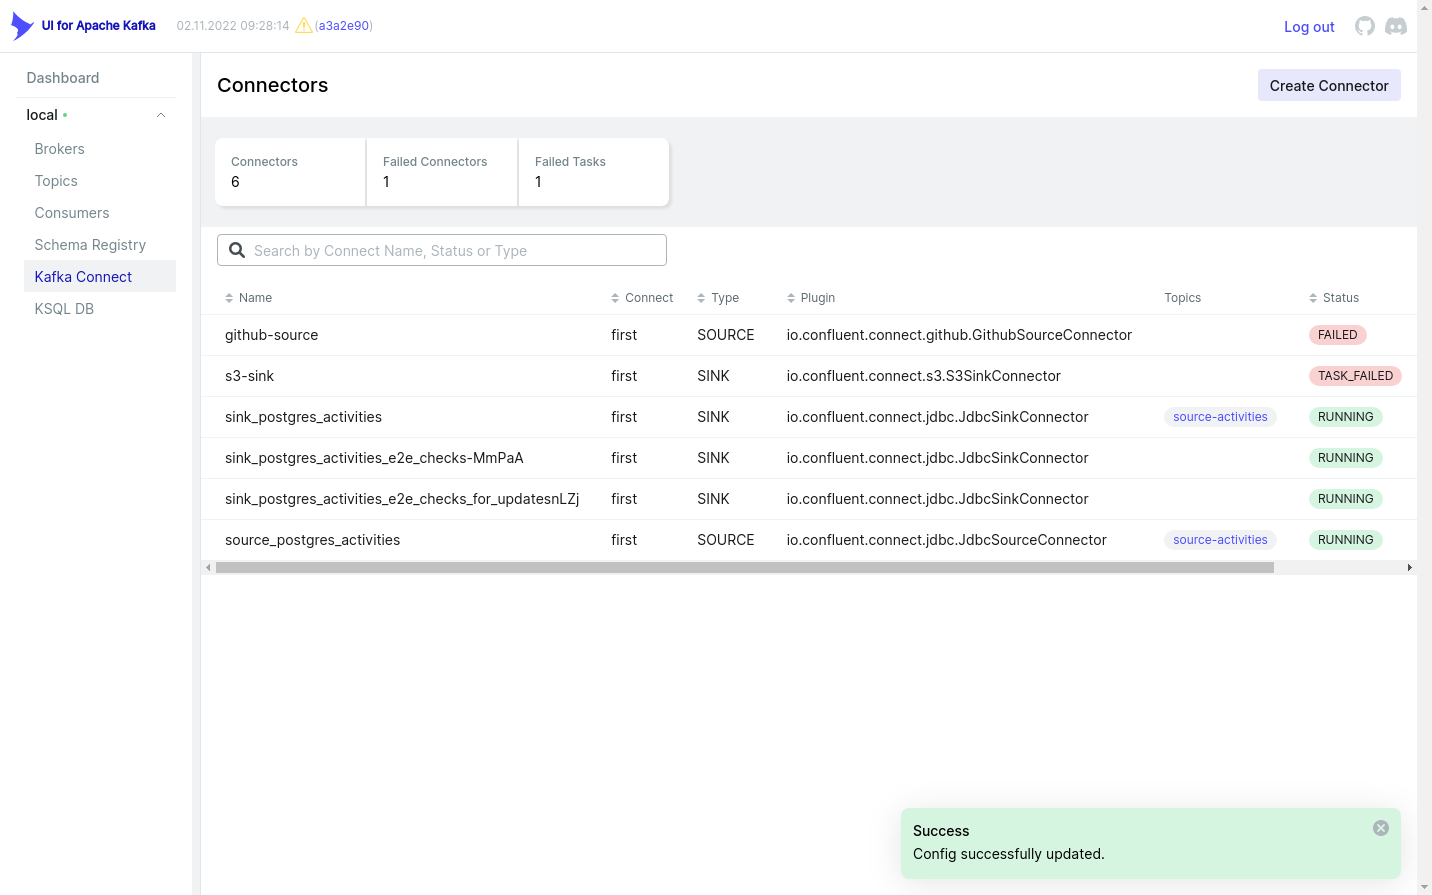 UI for Apache Kafka 02.11.2022 09:28:14 (a3a2e90) Log out
Dashboard
local
Brokers
Topics
Consumers
Schema Registry
Kafka Connect
KSQL DB
Connectors Create Connector
Connectors Failed Connectors Failed Tasks
6 1 1
Search by Connect Name, Status or Type
Name Connect Type Plugin Topics Status
github-source first SOURCE io.confluent.connect.github.GithubSourceConnector FAILED
s3-sink first SINK io.confluent.connect.s3.S3SinkConnector TASK_FAILED
sink_postgres_activities first SINK io.confluent.connect.jdbc.JdbcSinkConnector source-activities RUNNING
sink_postgres_activities_e2e_checks-MmPaA first SINK io.confluent.connect.jdbc.JdbcSinkConnector RUNNING
sink_postgres_activities_e2e_checks_for_updatesnLZj first SINK io.confluent.connect.jdbc.JdbcSinkConnector RUNNING
source_postgres_activities first SOURCE io.confluent.connect.jdbc.JdbcSourceConnector source-activities RUNNING
Success
Config successfully updated.